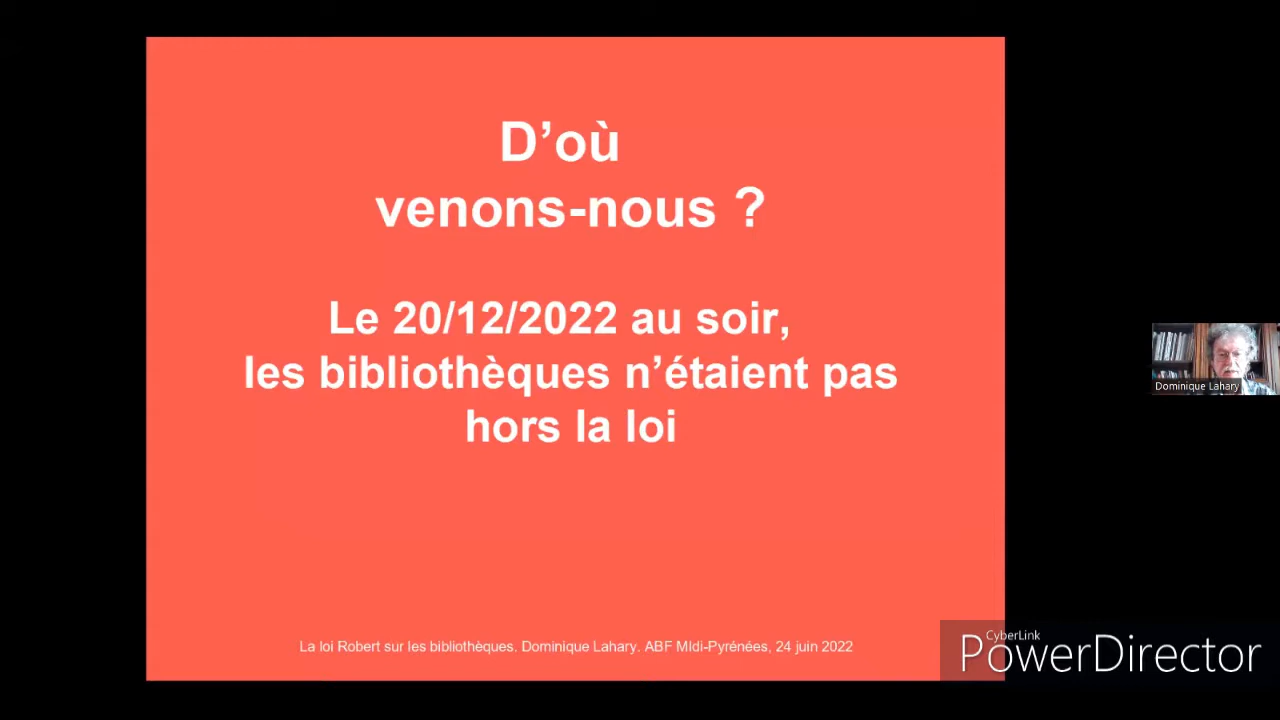 D'où
venons-nous ?
Le 20/12/2022 au soir,
les bibliothèques n'étaient pas
hors la loi
La loi Robert sur les bibliothèques. Dominique Lahary. ABF MIdi-Pyrénées, 24 juin 2022
Dominique Lahary
CyberLink
PowerDirector